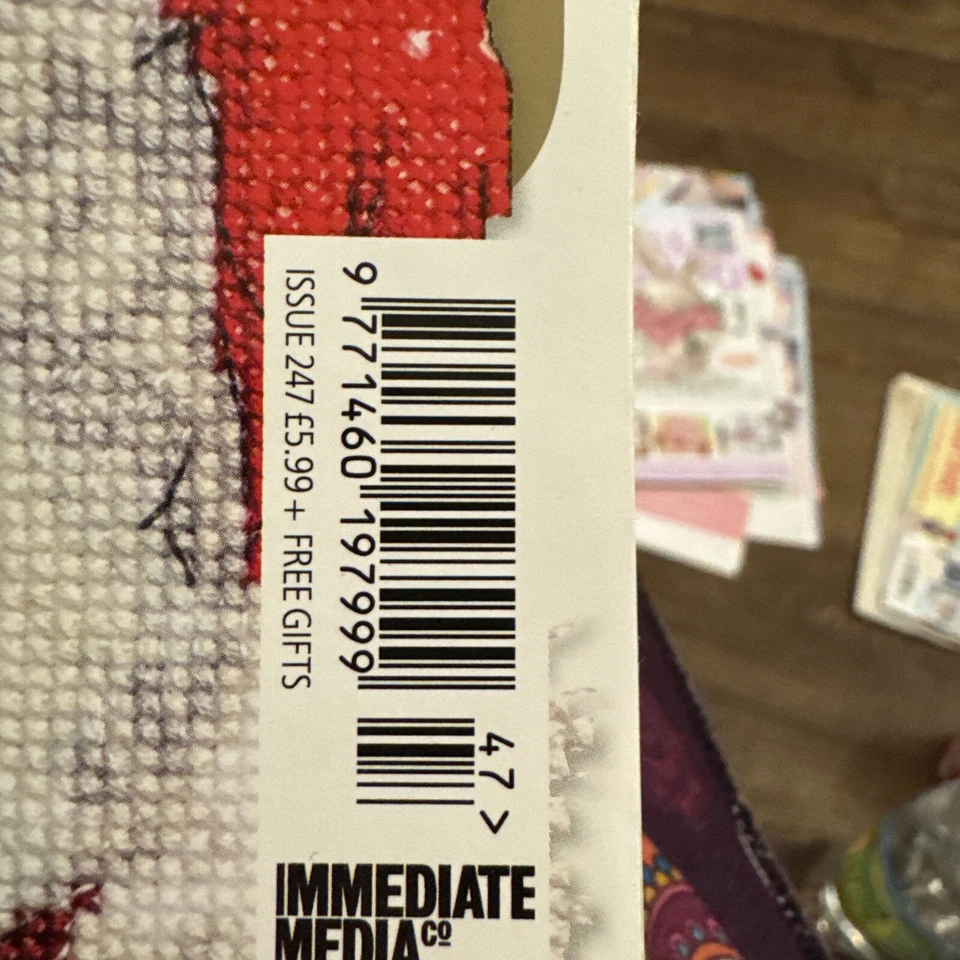 ISSUE 247 £5.99 + FREE GIFTS
9 771460 197999
47 >
IMMEDIATE
MEDIA CO